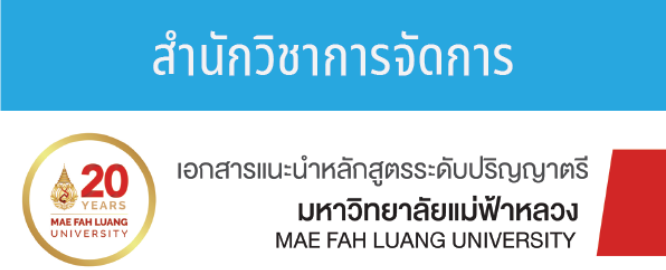 สำนักวิชาการจัดการ
20
YEARS
MAE FAH LUANG
UNIVERSITY
เอกสารแนะนำหลักสูตรระดับปริญญาตรี
มหาวิทยาลัยแม่ฟ้าหลวง
MAE FAH LUANG UNIVERSITY